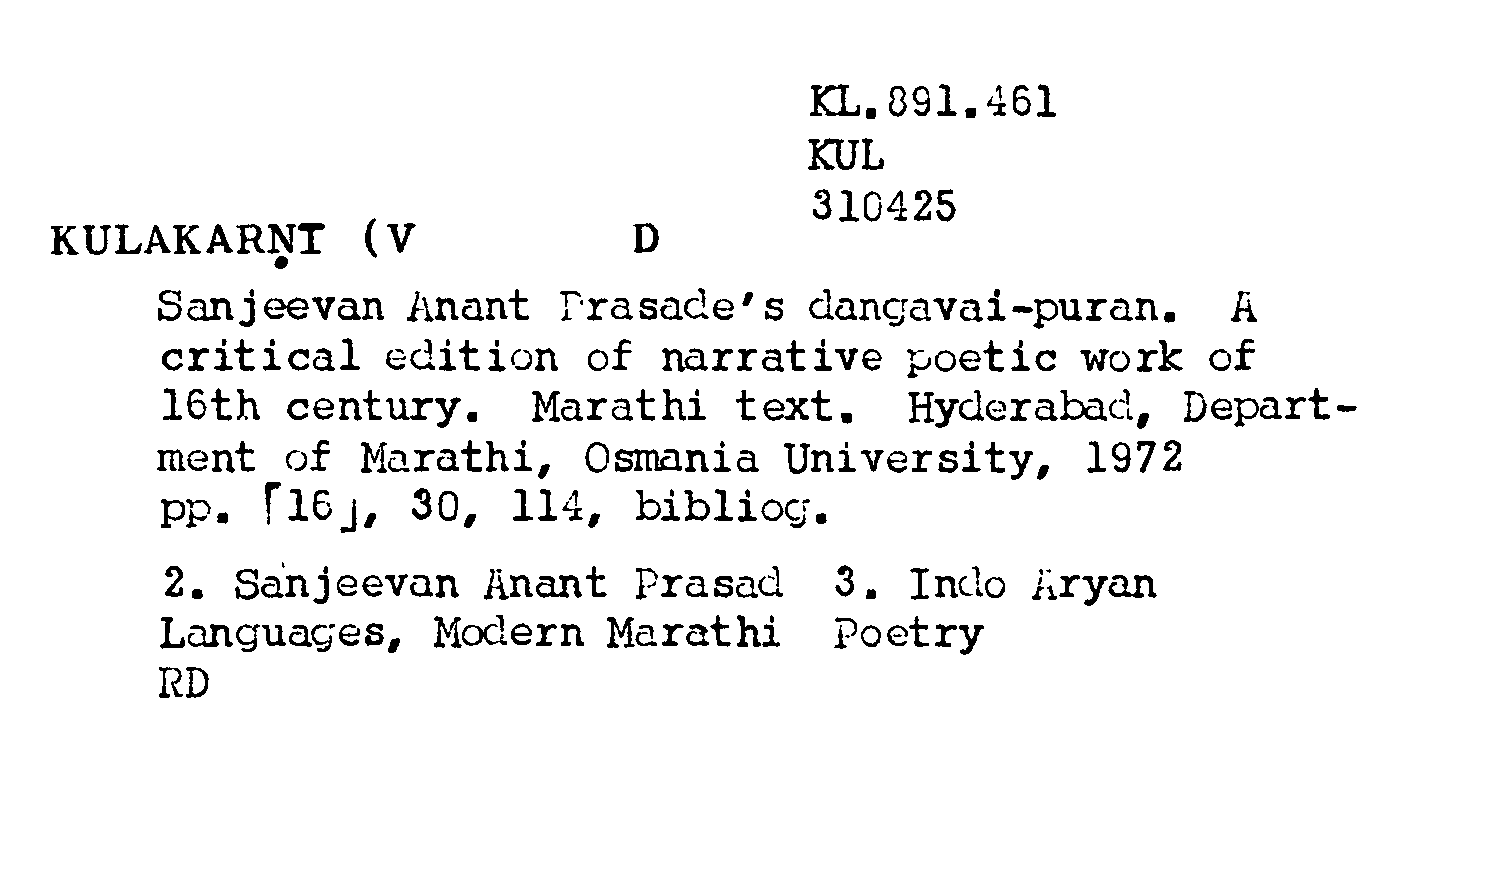 KL.891.461
KUL
310425
KULAKARṆI (V D
Sanjeevan Anant Prasade's dangavai-puran. A
critical edition of narrative poetic work of
16th century. Marathi text. Hyderabad, Depart-
ment of Marathi, Osmania University, 1972
pp. ⌈16⌋, 30, 114, bibliog.
2. Sanjeevan Anant Prasad 3. Indo Aryan
Languages, Modern Marathi Poetry
RD